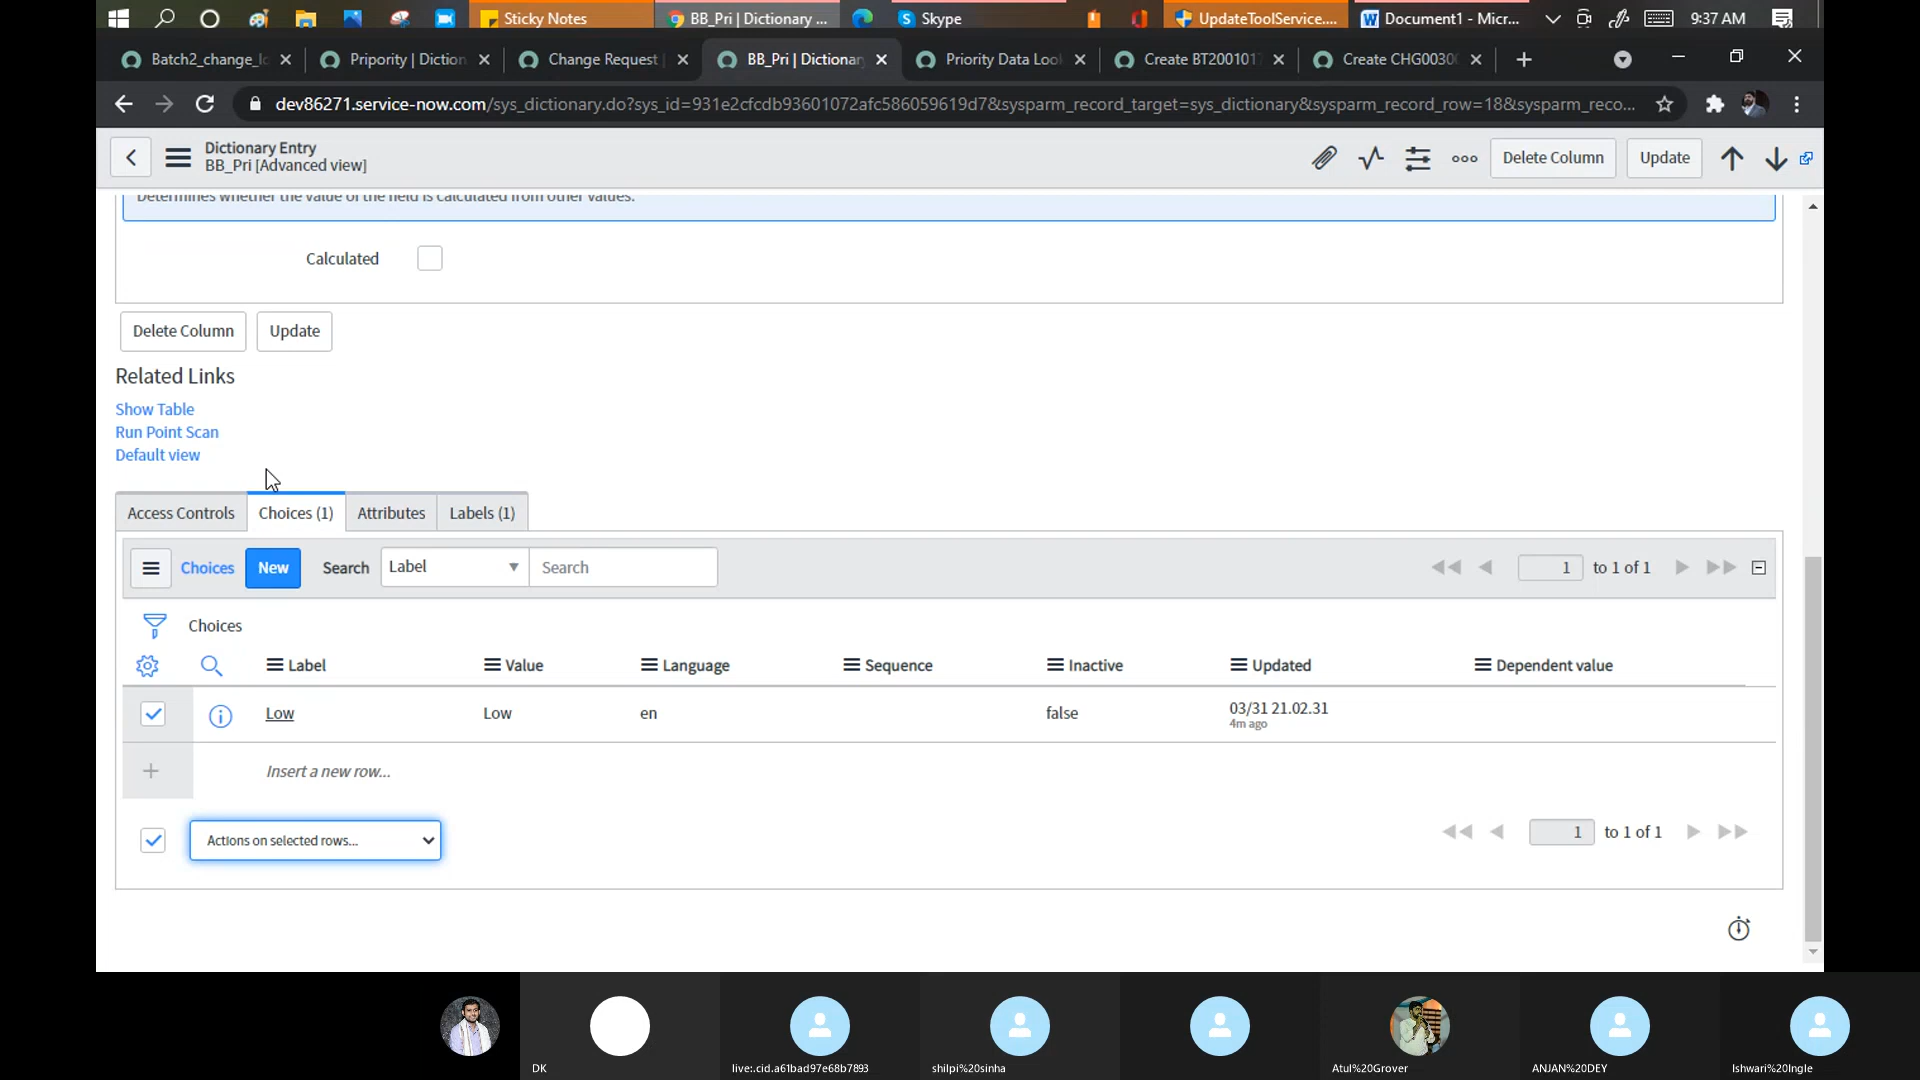 Sticky Notes
BB_Pri | Dictionary ...
Skype
UpdateToolService....
Document1 - Micr...
9:37 AM
Batch2_change_lo
Pripority | Diction
Change Request |
BB_Pri | Dictionar
Priority Data Look
Create BT2001017
Create CHG00300
dev86271.service-now.com/sys_dictionary.do?sys_id=931e2cfcdb93601072afc586059619d7&sysparm_record_target=sys_dictionary&sysparm_record_row=18&sysparm_reco...
Dictionary Entry
BB_Pri [Advanced view]
Delete Column
Update
Determines whether the value of the field is calculated from other values.
Calculated
Delete Column
Update
Related Links
Show Table
Run Point Scan
Default view
Access Controls
Choices (1)
Attributes
Labels (1)
Choices
New
Search
Label
Search
1 to 1 of 1
Choices
Label
Value
Language
Sequence
Inactive
Updated
Dependent value
Low
Low
en
false
03/31 21.02.31
4m ago
Insert a new row...
Actions on selected rows...
1 to 1 of 1
DK
live:.cid.a61bad97e68b7893
shilpi%20sinha
Atul%20Grover
ANJAN%20DEY
Ishwari%20Ingle